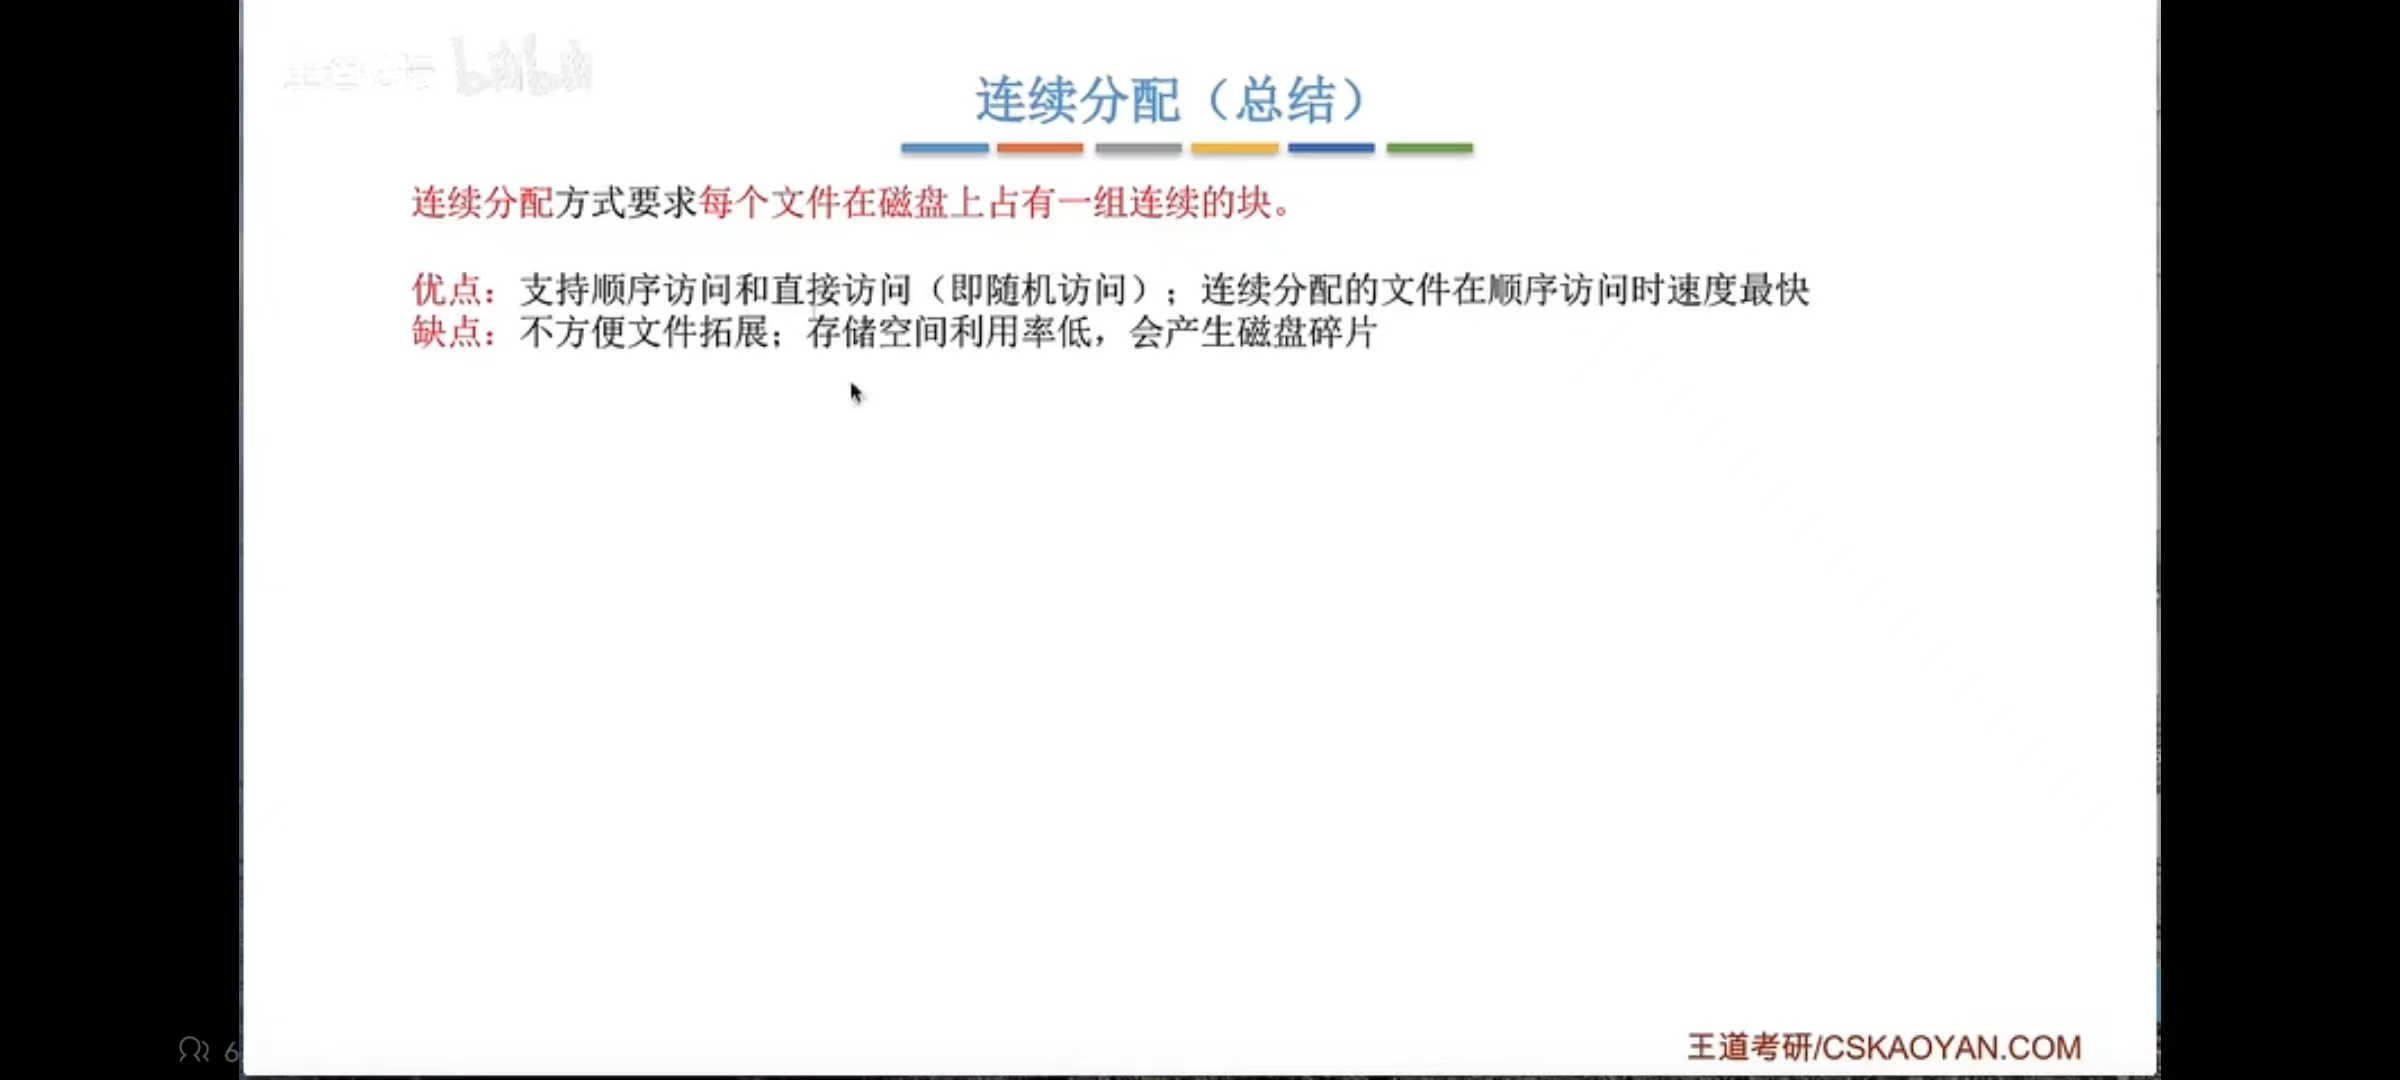 bilibili
连续分配（总结）
连续分配方式要求每个文件在磁盘上占有一组连续的块。
优点：支持顺序访问和直接访问（即随机访问）；连续分配的文件在顺序访问时速度最快
缺点：不方便文件拓展；存储空间利用率低，会产生磁盘碎片
6
王道考研/CSKAOYAN.COM